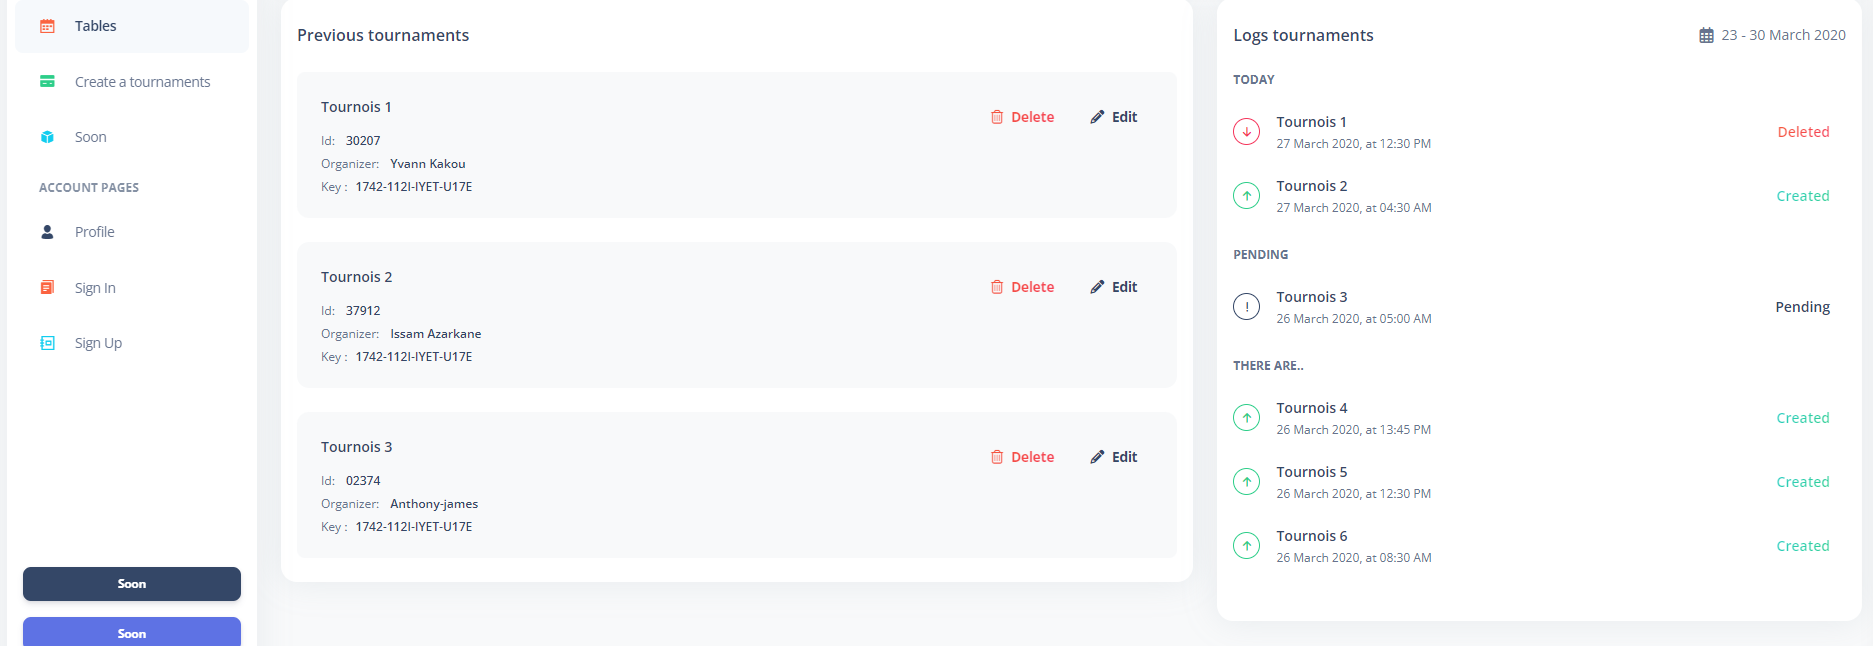 Tables
Create a tournaments
Soon
ACCOUNT PAGES
Profile
Sign In
Sign Up
Soon
Soon
Previous tournaments
Tournois 1
Delete Edit
Id: 30207
Organizer: Yvann Kakou
Key : 1742-112I-IYET-U17E
Tournois 2
Delete Edit
Id: 37912
Organizer: Issam Azarkane
Key : 1742-112I-IYET-U17E
Tournois 3
Delete Edit
Id: 02374
Organizer: Anthony-james
Key : 1742-112I-IYET-U17E
Logs tournaments 23 - 30 March 2020
TODAY
Tournois 1
27 March 2020, at 12:30 PM
Deleted
Tournois 2
27 March 2020, at 04:30 AM
Created
PENDING
Tournois 3
26 March 2020, at 05:00 AM
Pending
THERE ARE..
Tournois 4
26 March 2020, at 13:45 PM
Created
Tournois 5
26 March 2020, at 12:30 PM
Created
Tournois 6
26 March 2020, at 08:30 AM
Created